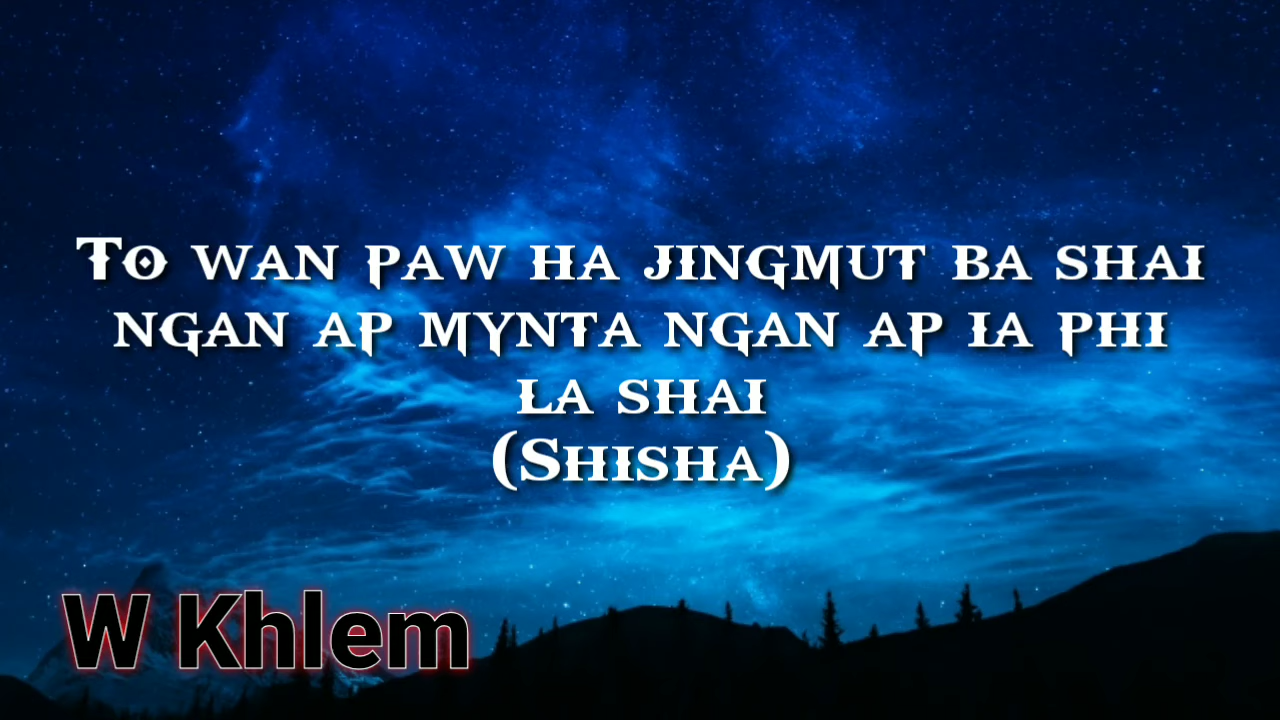 To wan paw ha jingmut ba shai
ngan ap mynta ngan ap ia phi
la shai
(Shisha)
W Khlem